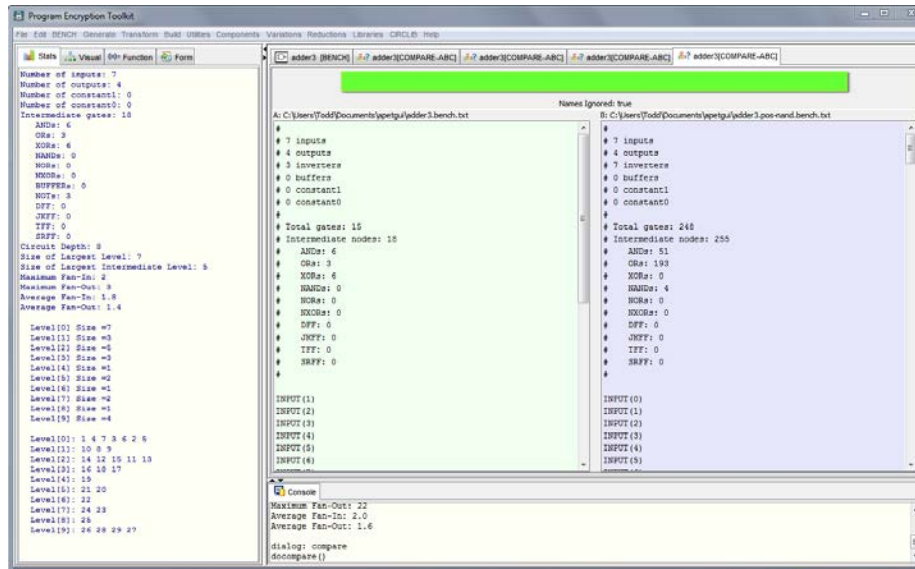 Program Encryption Toolkit
File Edit BENCH Generate Transform Build Utilities Components Variations Reductions Libraries CIRCLIB Help
Stats Visual Function Form
Number of inputs: 7
Number of outputs: 4
Number of constant1: 0
Number of constant0: 0
Intermediate gates: 18
ANDs: 6
ORs: 3
XORs: 6
NANDs: 0
NORs: 0
NXORs: 0
BUFFERs: 0
NOTs: 3
DFF: 0
JKFF: 0
TFF: 0
SRFF: 0
Circuit Depth: 8
Size of Largest Level: 7
Size of Largest Intermediate Level: 5
Maximum Fan-In: 2
Maximum Fan-Out: 3
Average Fan-In: 1.8
Average Fan-Out: 1.4
Level[0] Size =7
Level[1] Size =3
Level[2] Size =5
Level[3] Size =3
Level[4] Size =1
Level[5] Size =2
Level[6] Size =1
Level[7] Size =2
Level[8] Size =1
Level[9] Size =4
Level[0]: 1 4 7 3 6 2 5
Level[1]: 10 8 9
Level[2]: 14 12 15 11 13
Level[3]: 16 18 17
Level[4]: 19
Level[5]: 21 20
Level[6]: 22
Level[7]: 24 23
Level[8]: 25
Level[9]: 26 28 29 27
adder3 [BENCH] adder3[COMPARE-ABC] adder3[COMPARE-ABC] adder3[COMPARE-ABC] adder3[COMPARE-ABC]
Names Ignored: true
A: C:\Users\Todd\Documents\apetgui\adder3.bench.txt
#
# 7 inputs
# 4 outputs
# 3 inverters
# 0 buffers
# 0 constant1
# 0 constant0
#
# Total gates: 15
# Intermediate nodes: 18
# ANDs: 6
# ORs: 3
# XORs: 6
# NANDs: 0
# NORs: 0
# NXORs: 0
# DFF: 0
# JKFF: 0
# TFF: 0
# SRFF: 0
#
INPUT(1)
INPUT(2)
INPUT(3)
INPUT(4)
INPUT(5)
INPUT(6)
B: C:\Users\Todd\Documents\apetgui\adder3.pos-nand.bench.txt
#
# 7 inputs
# 4 outputs
# 7 inverters
# 0 buffers
# 0 constant1
# 0 constant0
#
# Total gates: 248
# Intermediate nodes: 255
# ANDs: 51
# ORs: 193
# XORs: 0
# NANDs: 4
# NORs: 0
# NXORs: 0
# DFF: 0
# JKFF: 0
# TFF: 0
# SRFF: 0
#
INPUT(0)
INPUT(1)
INPUT(2)
INPUT(3)
INPUT(4)
INPUT(5)
Console
Maximum Fan-Out: 22
Average Fan-In: 2.0
Average Fan-Out: 1.6
dialog: compare
docompare()